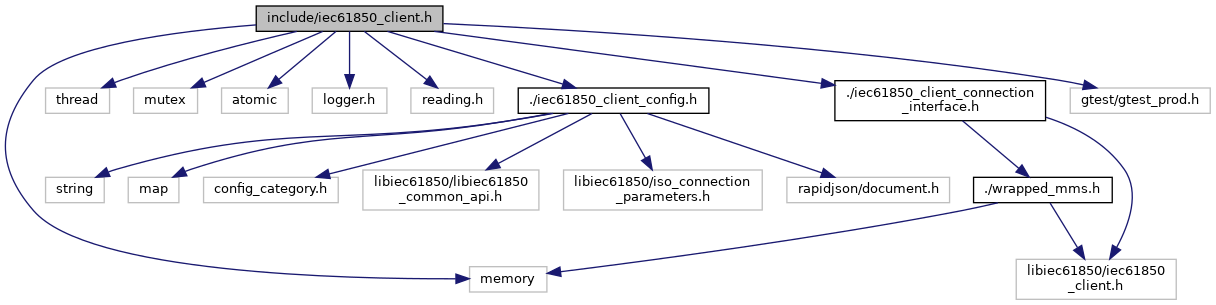 include/iec61850_client.h
thread
mutex
atomic
logger.h
reading.h
./iec61850_client_config.h
./iec61850_client_connection
_interface.h
gtest/gtest_prod.h
string
map
config_category.h
libiec61850/libiec61850
_common_api.h
libiec61850/iso_connection
_parameters.h
rapidjson/document.h
./wrapped_mms.h
memory
libiec61850/iec61850
_client.h